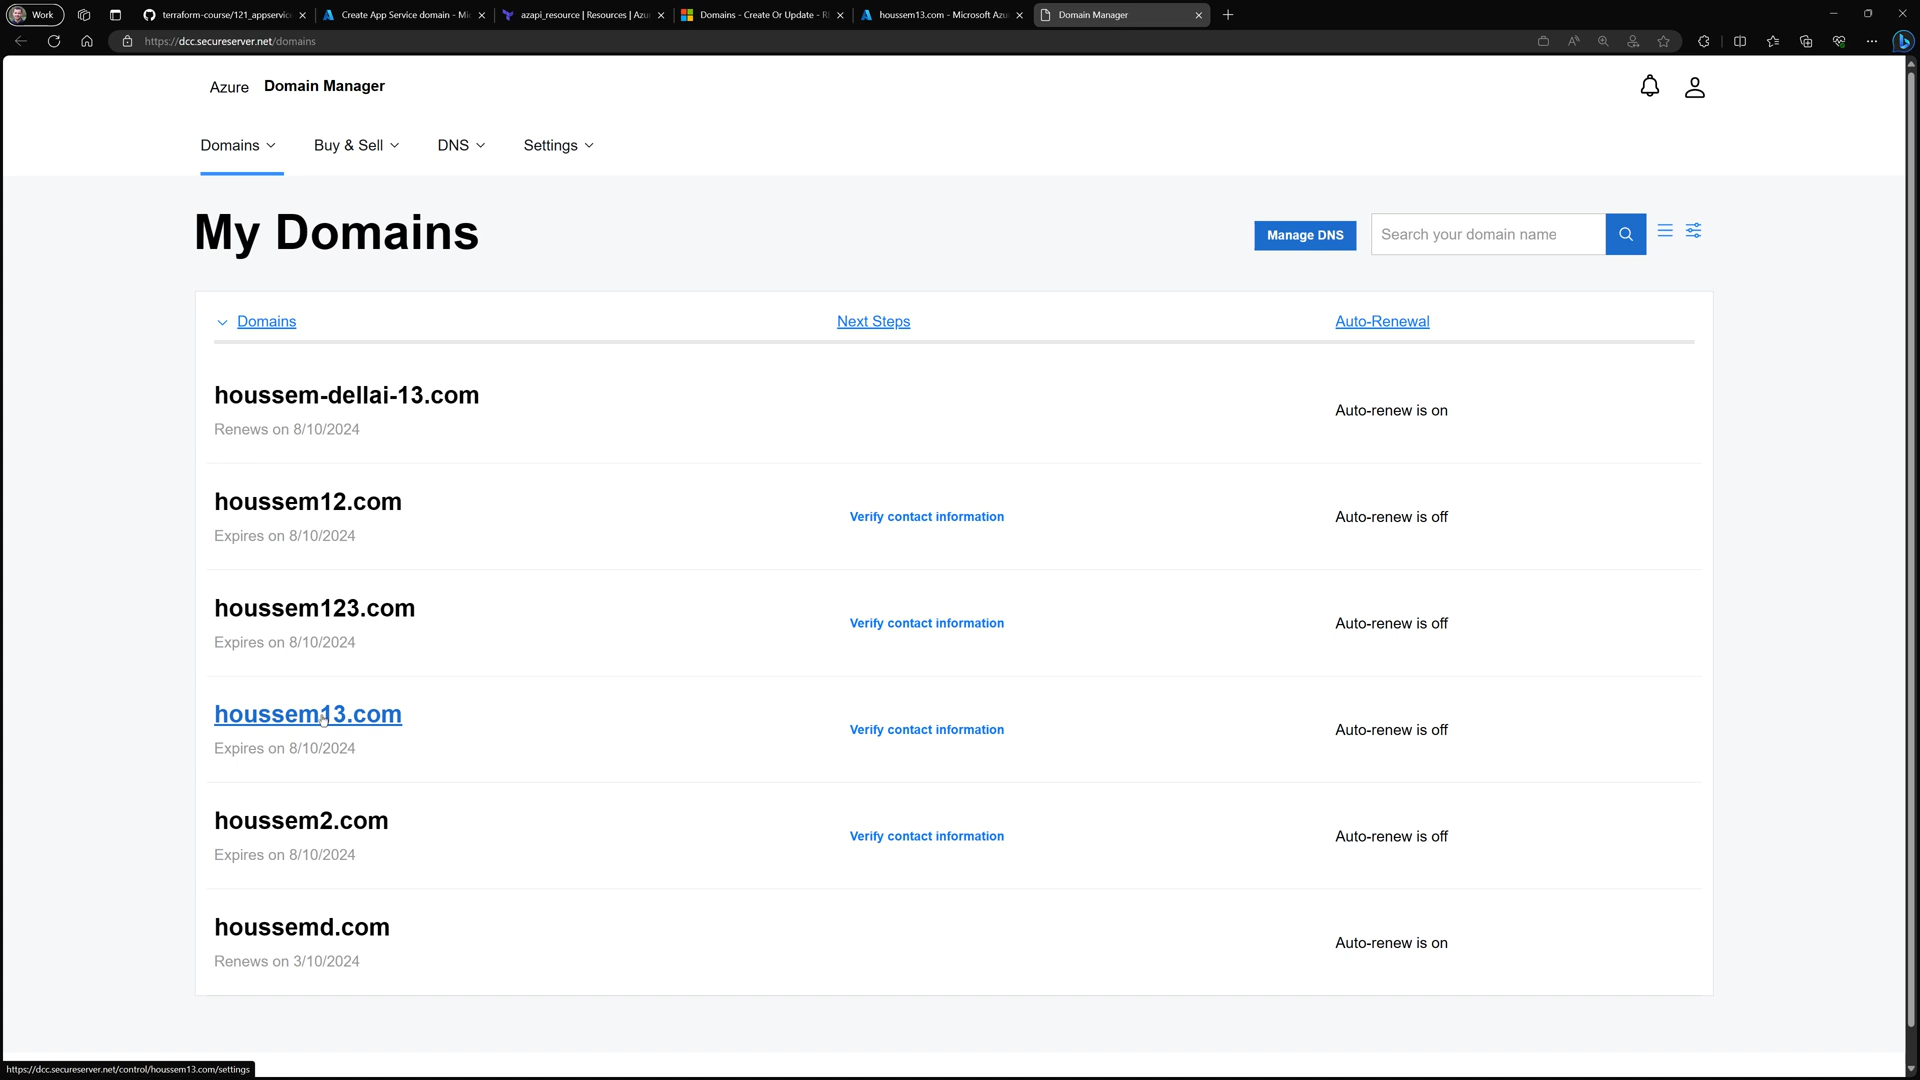 Work
terraform-course/121_appservic
Create App Service domain - Mi
azapi_resource | Resources | Azu
Domains - Create Or Update - R
houssem13.com - Microsoft Azu
Domain Manager
https://dcc.secureserver.net/domains
Azure Domain Manager
Domains
Buy & Sell
DNS
Settings
My Domains
Manage DNS
Search your domain name
Domains
Next Steps
Auto-Renewal
houssem-dellai-13.com
Renews on 8/10/2024
Auto-renew is on
houssem12.com
Expires on 8/10/2024
Verify contact information
Auto-renew is off
houssem123.com
Expires on 8/10/2024
Verify contact information
Auto-renew is off
houssem13.com
Expires on 8/10/2024
Verify contact information
Auto-renew is off
houssem2.com
Expires on 8/10/2024
Verify contact information
Auto-renew is off
houssemd.com
Renews on 3/10/2024
Auto-renew is on
https://dcc.secureserver.net/control/houssem13.com/settings